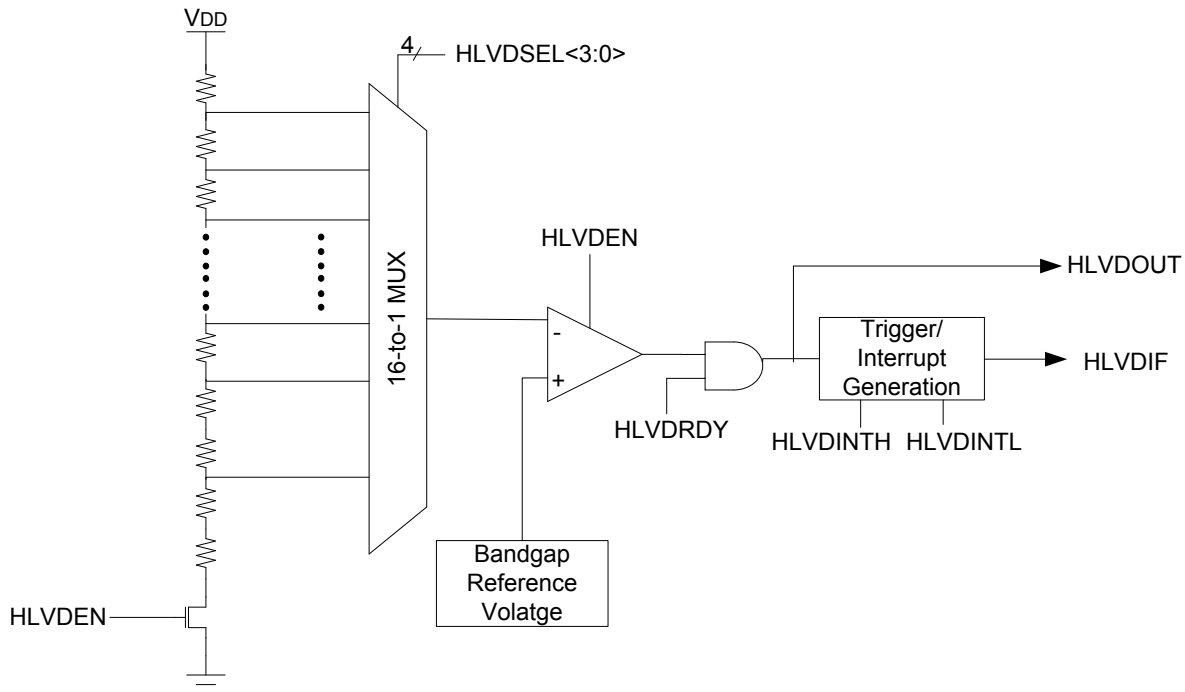 VDD
4
HLVDSEL<3:0>
16-to-1 MUX
HLVDEN
-
+
HLVDOUT
Trigger/
Interrupt
Generation
HLVDIF
HLVDRDY
HLVDINTH
HLVDINTL
Bandgap
Reference
Volatge
HLVDEN